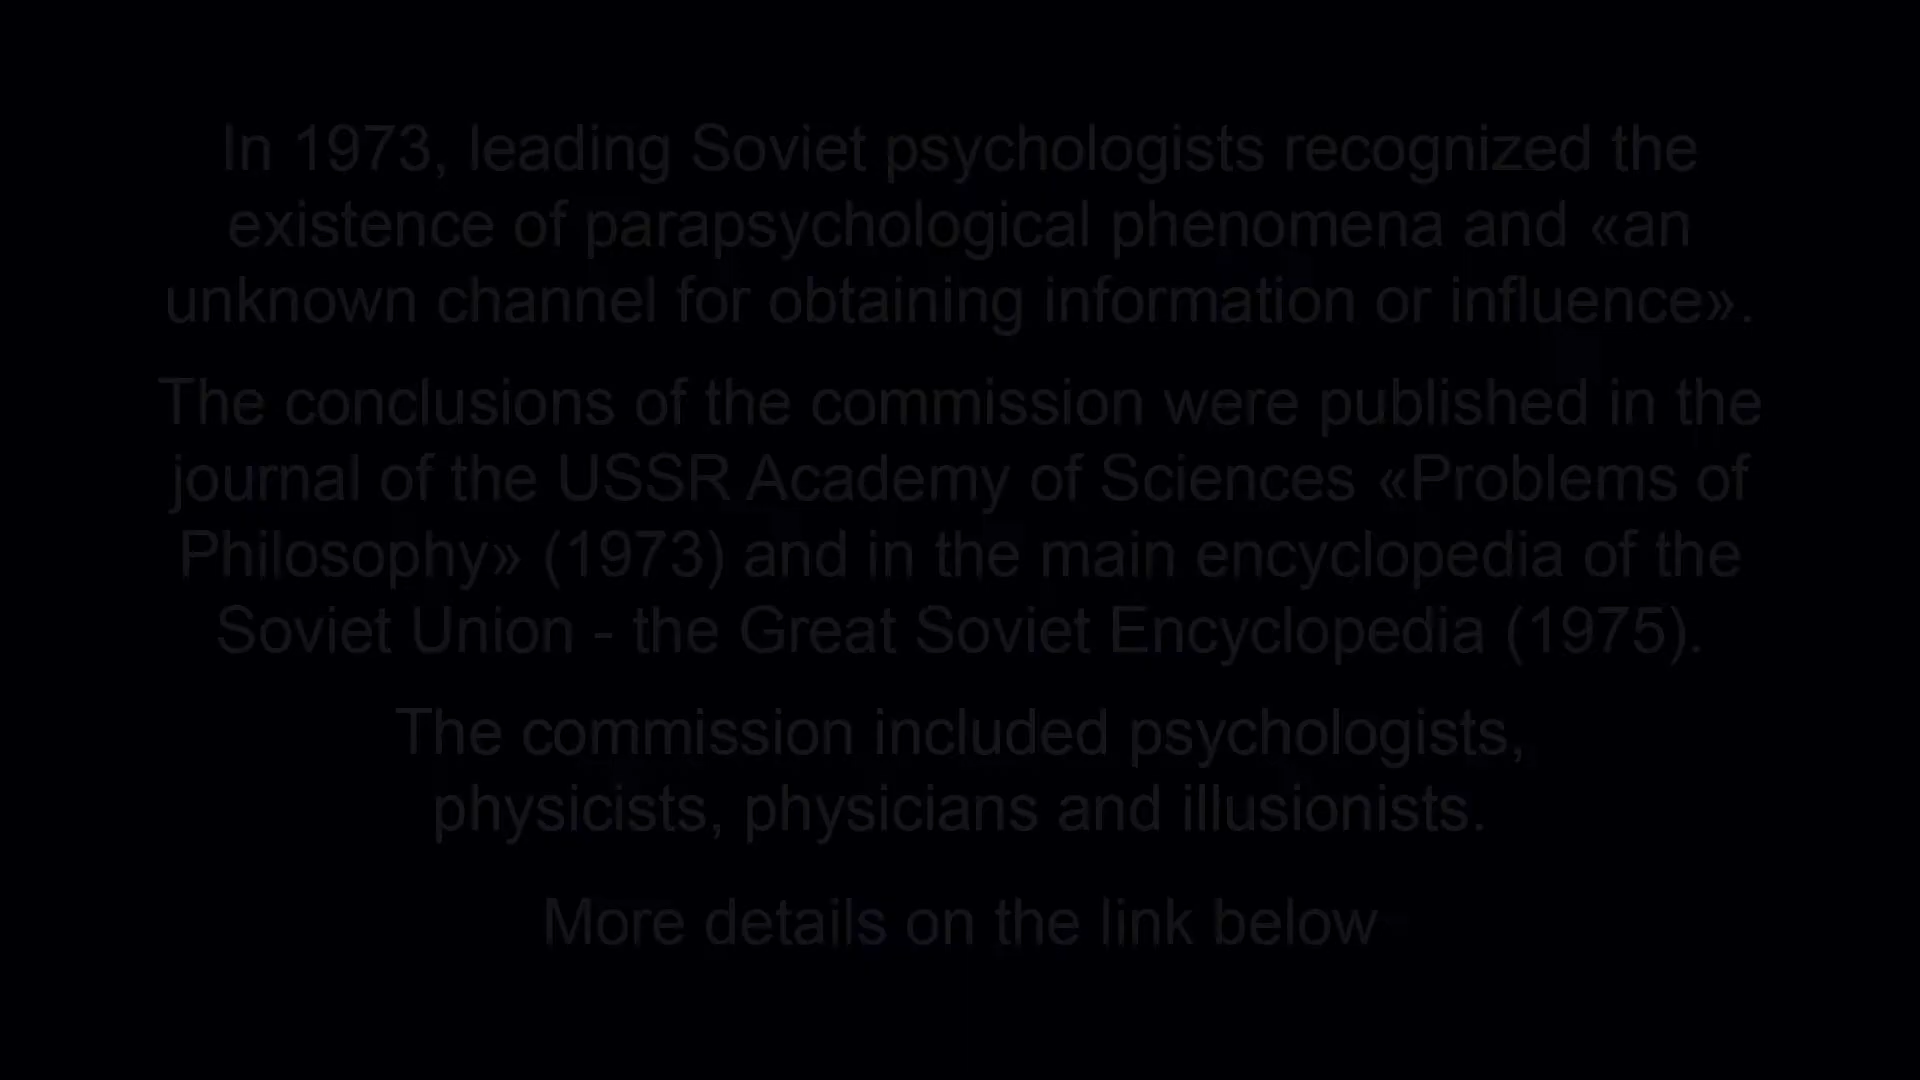 In 1973, leading Soviet psychologists recognized the
existence of parapsychological phenomena and «an
unknown channel for obtaining information or influence».
The conclusions of the commission were published in the
journal of the USSR Academy of Sciences «Problems of
Philosophy» (1973) and in the main encyclopedia of the
Soviet Union - the Great Soviet Encyclopedia (1975).
The commission included psychologists,
physicists, physicians and illusionists.
More details on the link below